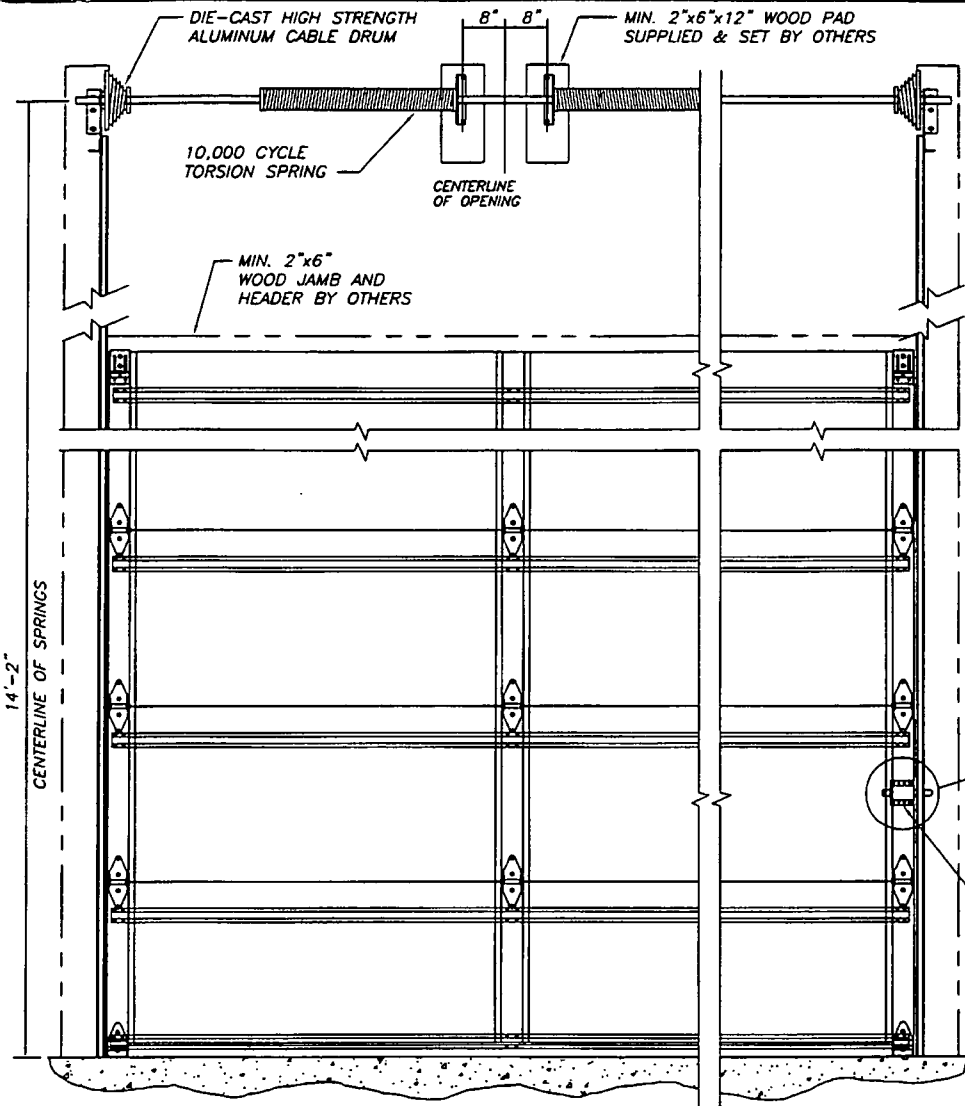 DIE-CAST HIGH STRENGTH
ALUMINUM CABLE DRUM
8" 8"
MIN. 2"x6"x12" WOOD PAD
SUPPLIED & SET BY OTHERS
10,000 CYCLE
TORSION SPRING
CENTERLINE
OF OPENING
MIN. 2"x6"
WOOD JAMB AND
HEADER BY OTHERS
14'-2"
CENTERLINE OF SPRINGS